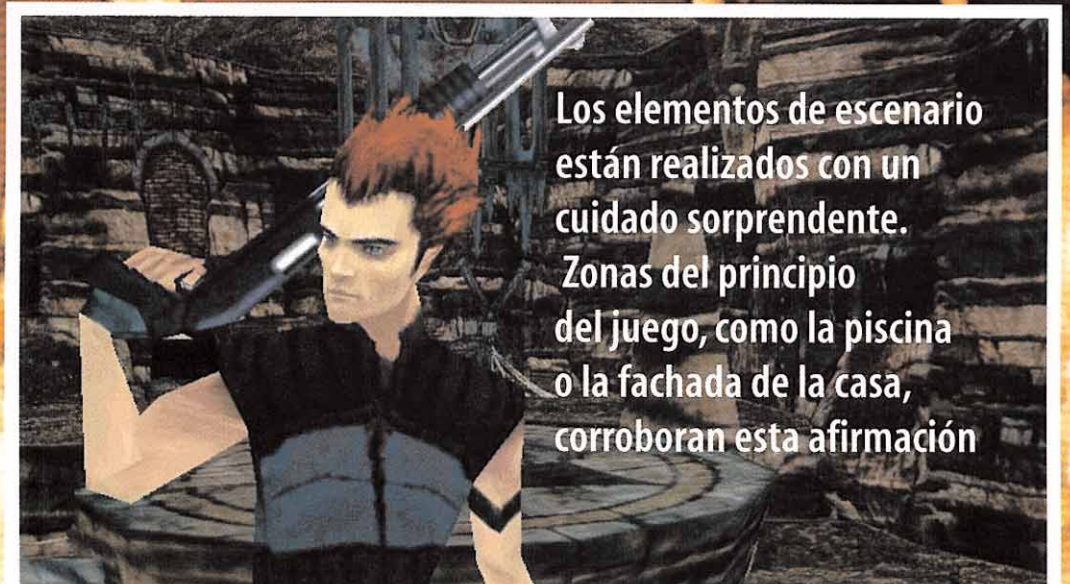 Los elementos de escenario
están realizados con un
cuidado sorprendente.
Zonas del principio
del juego, como la piscina
o la fachada de la casa,
corroboran esta afirmación